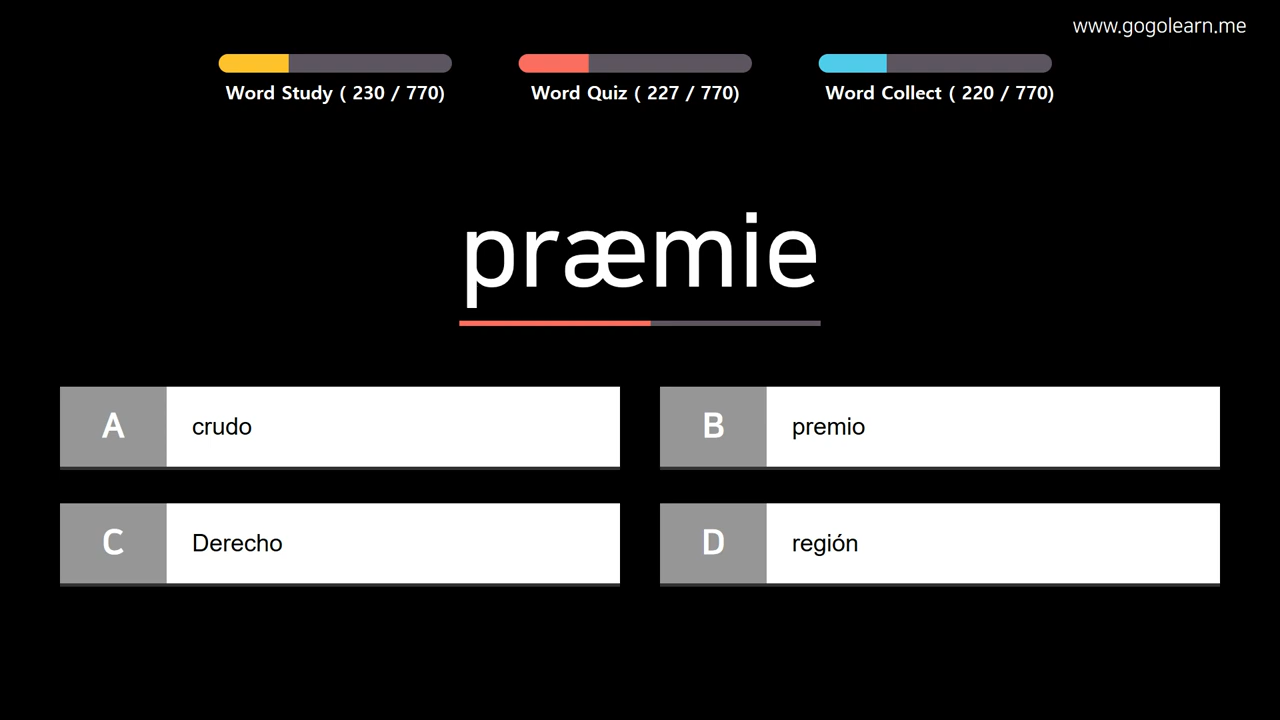 www.gogolearn.me
Word Study ( 230 / 770)
Word Quiz ( 227 / 770)
Word Collect ( 220 / 770)
præmie
A
crudo
B
premio
C
Derecho
D
región